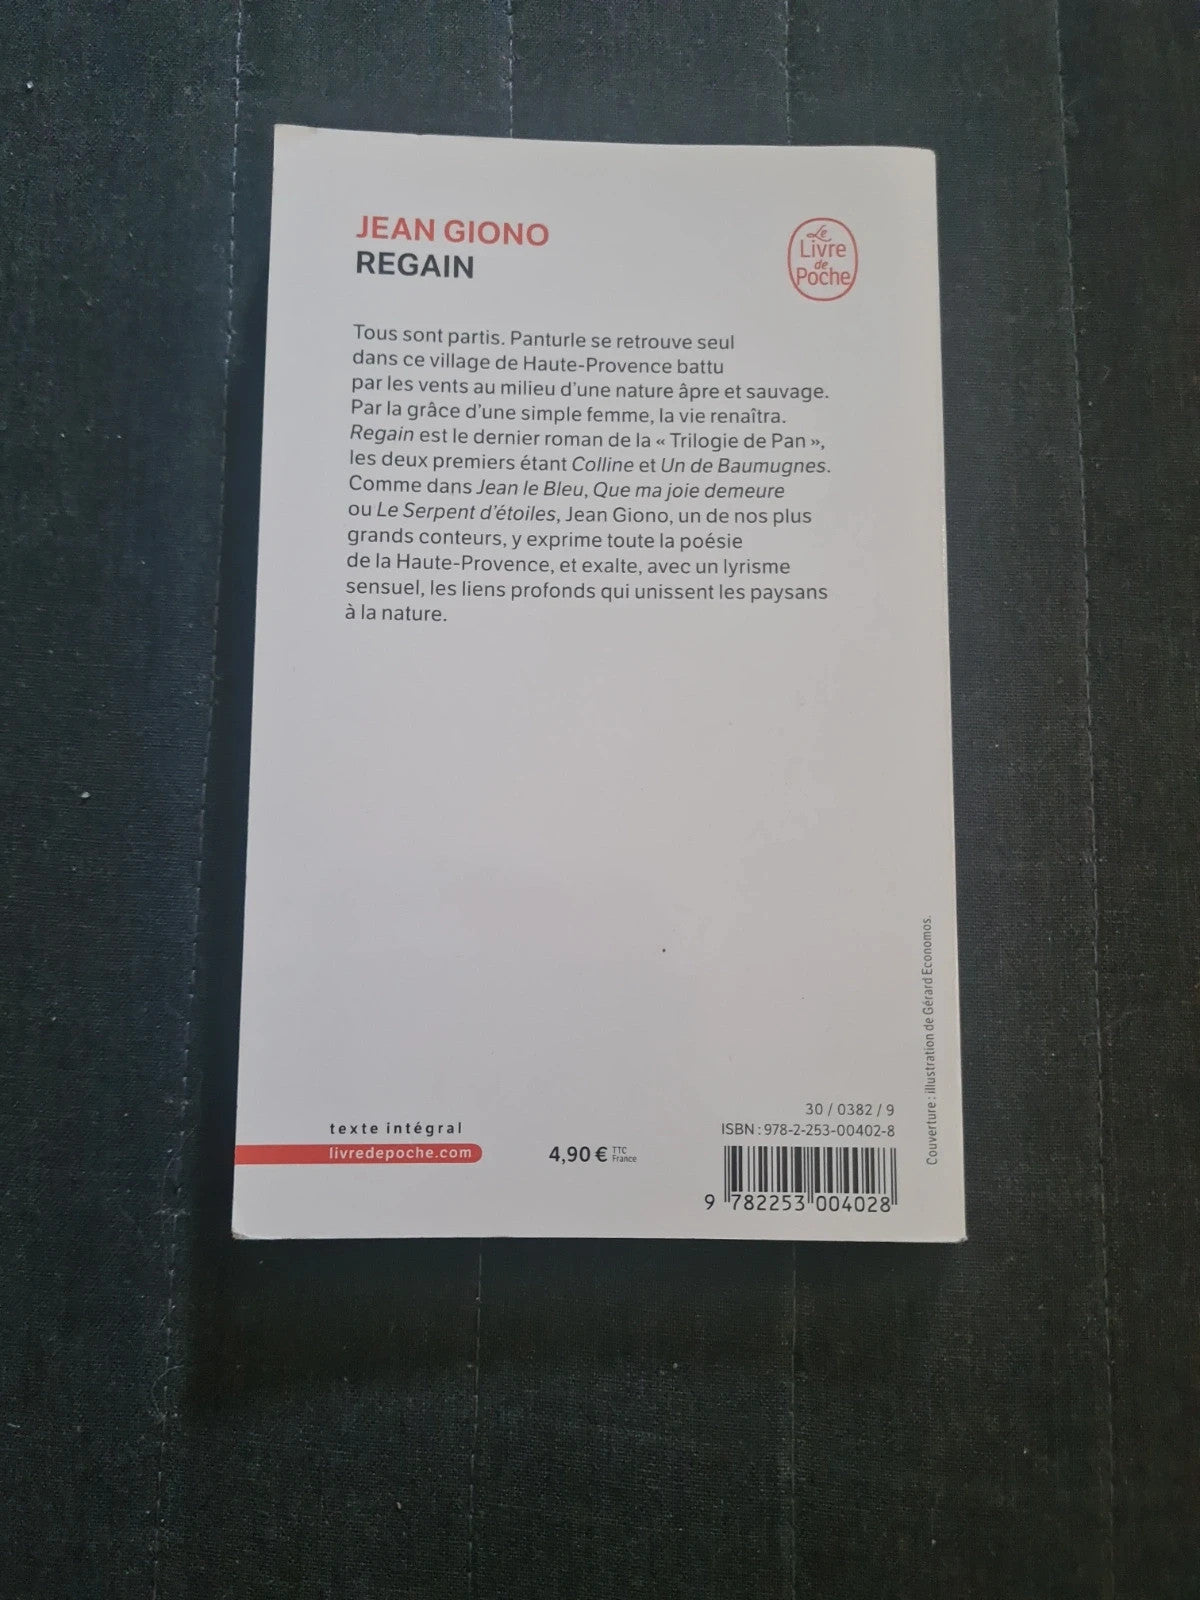 JEAN GIONO
REGAIN
Le
Livre
de
Poche
Tous sont partis. Panturle se retrouve seul
dans ce village de Haute-Provence battu
par les vents au milieu d'une nature âpre et sauvage.
Par la grâce d'une simple femme, la vie renaîtra.
Regain est le dernier roman de la « Trilogie de Pan »,
les deux premiers étant Colline et Un de Baumugnes.
Comme dans Jean le Bleu, Que ma joie demeure
ou Le Serpent d'étoiles, Jean Giono, un de nos plus
grands conteurs, y exprime toute la poésie
de la Haute-Provence, et exalte, avec un lyrisme
sensuel, les liens profonds qui unissent les paysans
à la nature.
Couverture : illustration de Gérard Economos.
texte intégral
livredepoche.com
4,90 € TTC
France
30 / 0382 / 9
ISBN : 978-2-253-00402-8
9 782253 004028